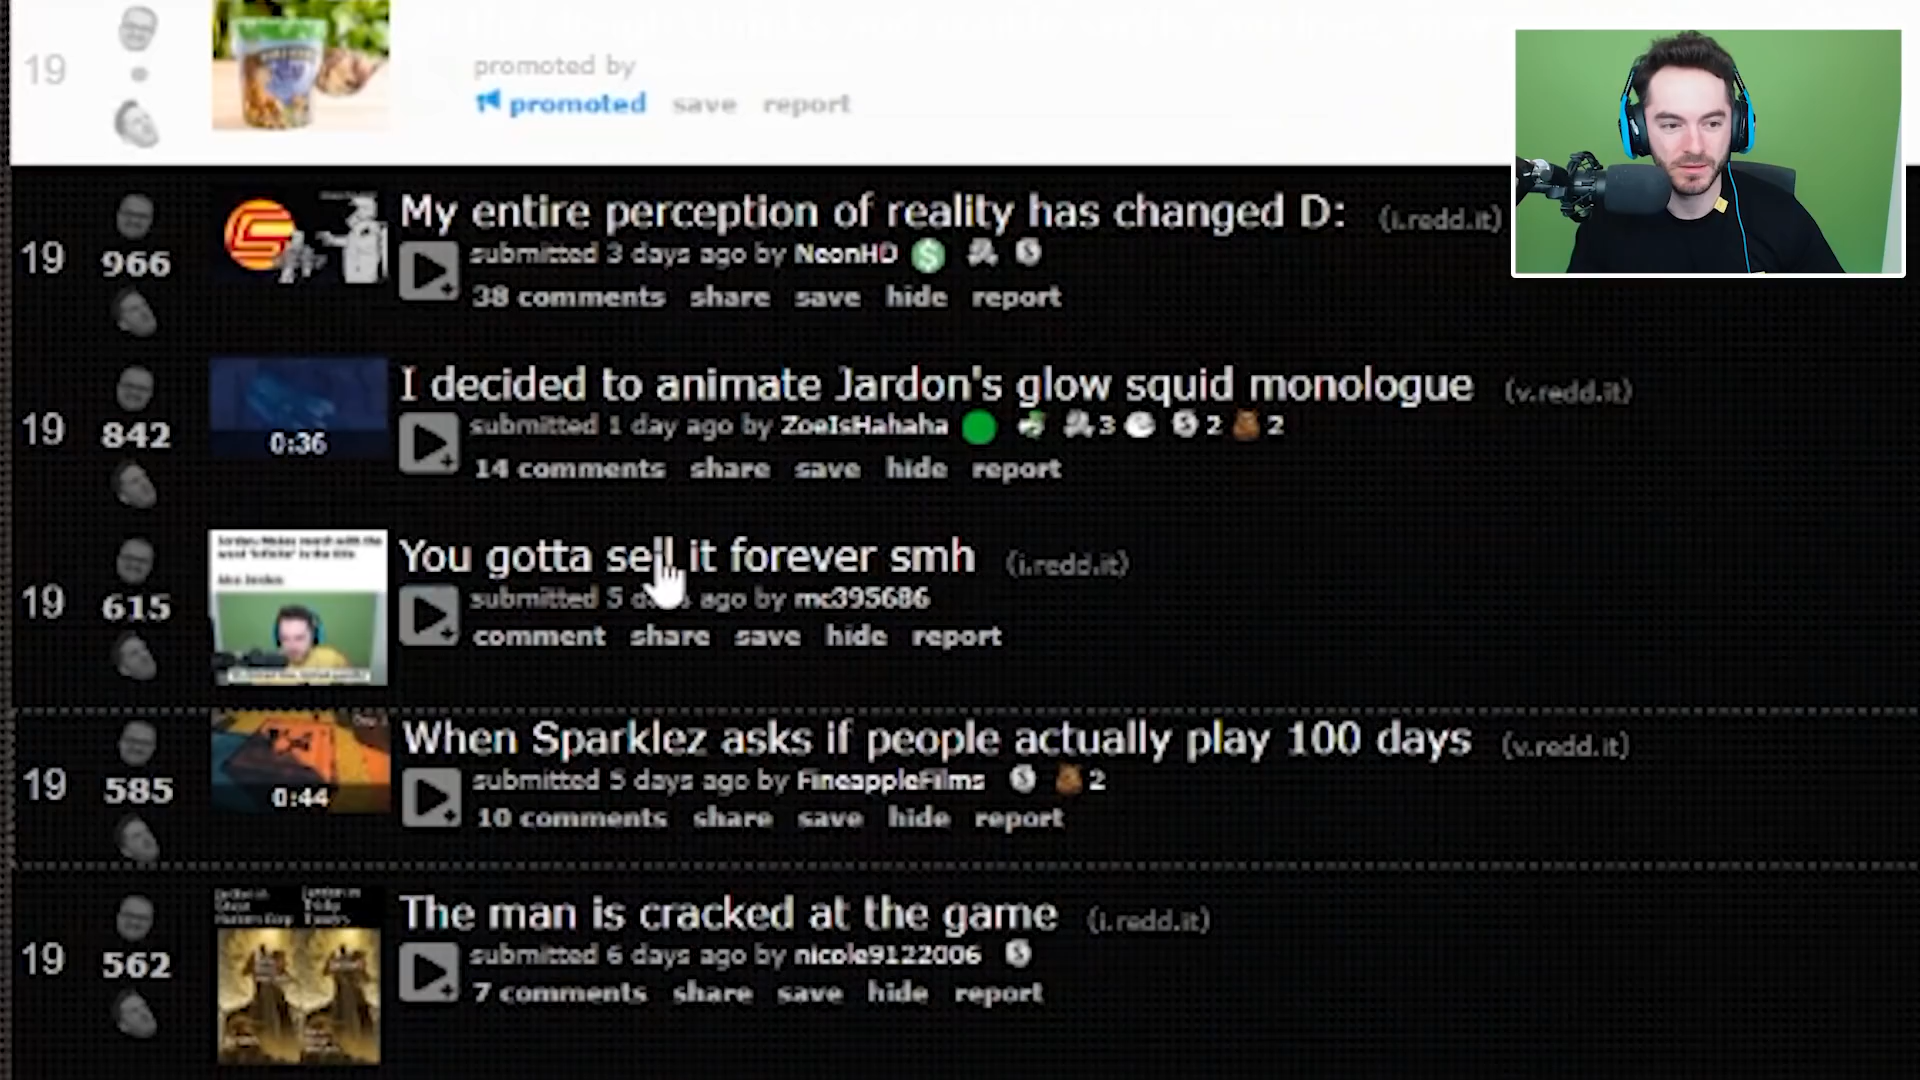 19
promoted by
promoted save report
19
966
My entire perception of reality has changed D: (i.redd.it)
submitted 3 days ago by NeonHD
38 comments share save hide report
19
842
0:36
I decided to animate Jardon's glow squid monologue (v.redd.it)
submitted 1 day ago by ZoeIsHahaha 3 2 2
14 comments share save hide report
19
615
You gotta sell it forever smh (i.redd.it)
submitted 5 days ago by mc395686
comment share save hide report
19
585
0:44
When Sparklez asks if people actually play 100 days (v.redd.it)
submitted 5 days ago by FineappleFilms 2
10 comments share save hide report
19
562
The man is cracked at the game (i.redd.it)
submitted 6 days ago by nicole9122006
7 comments share save hide report